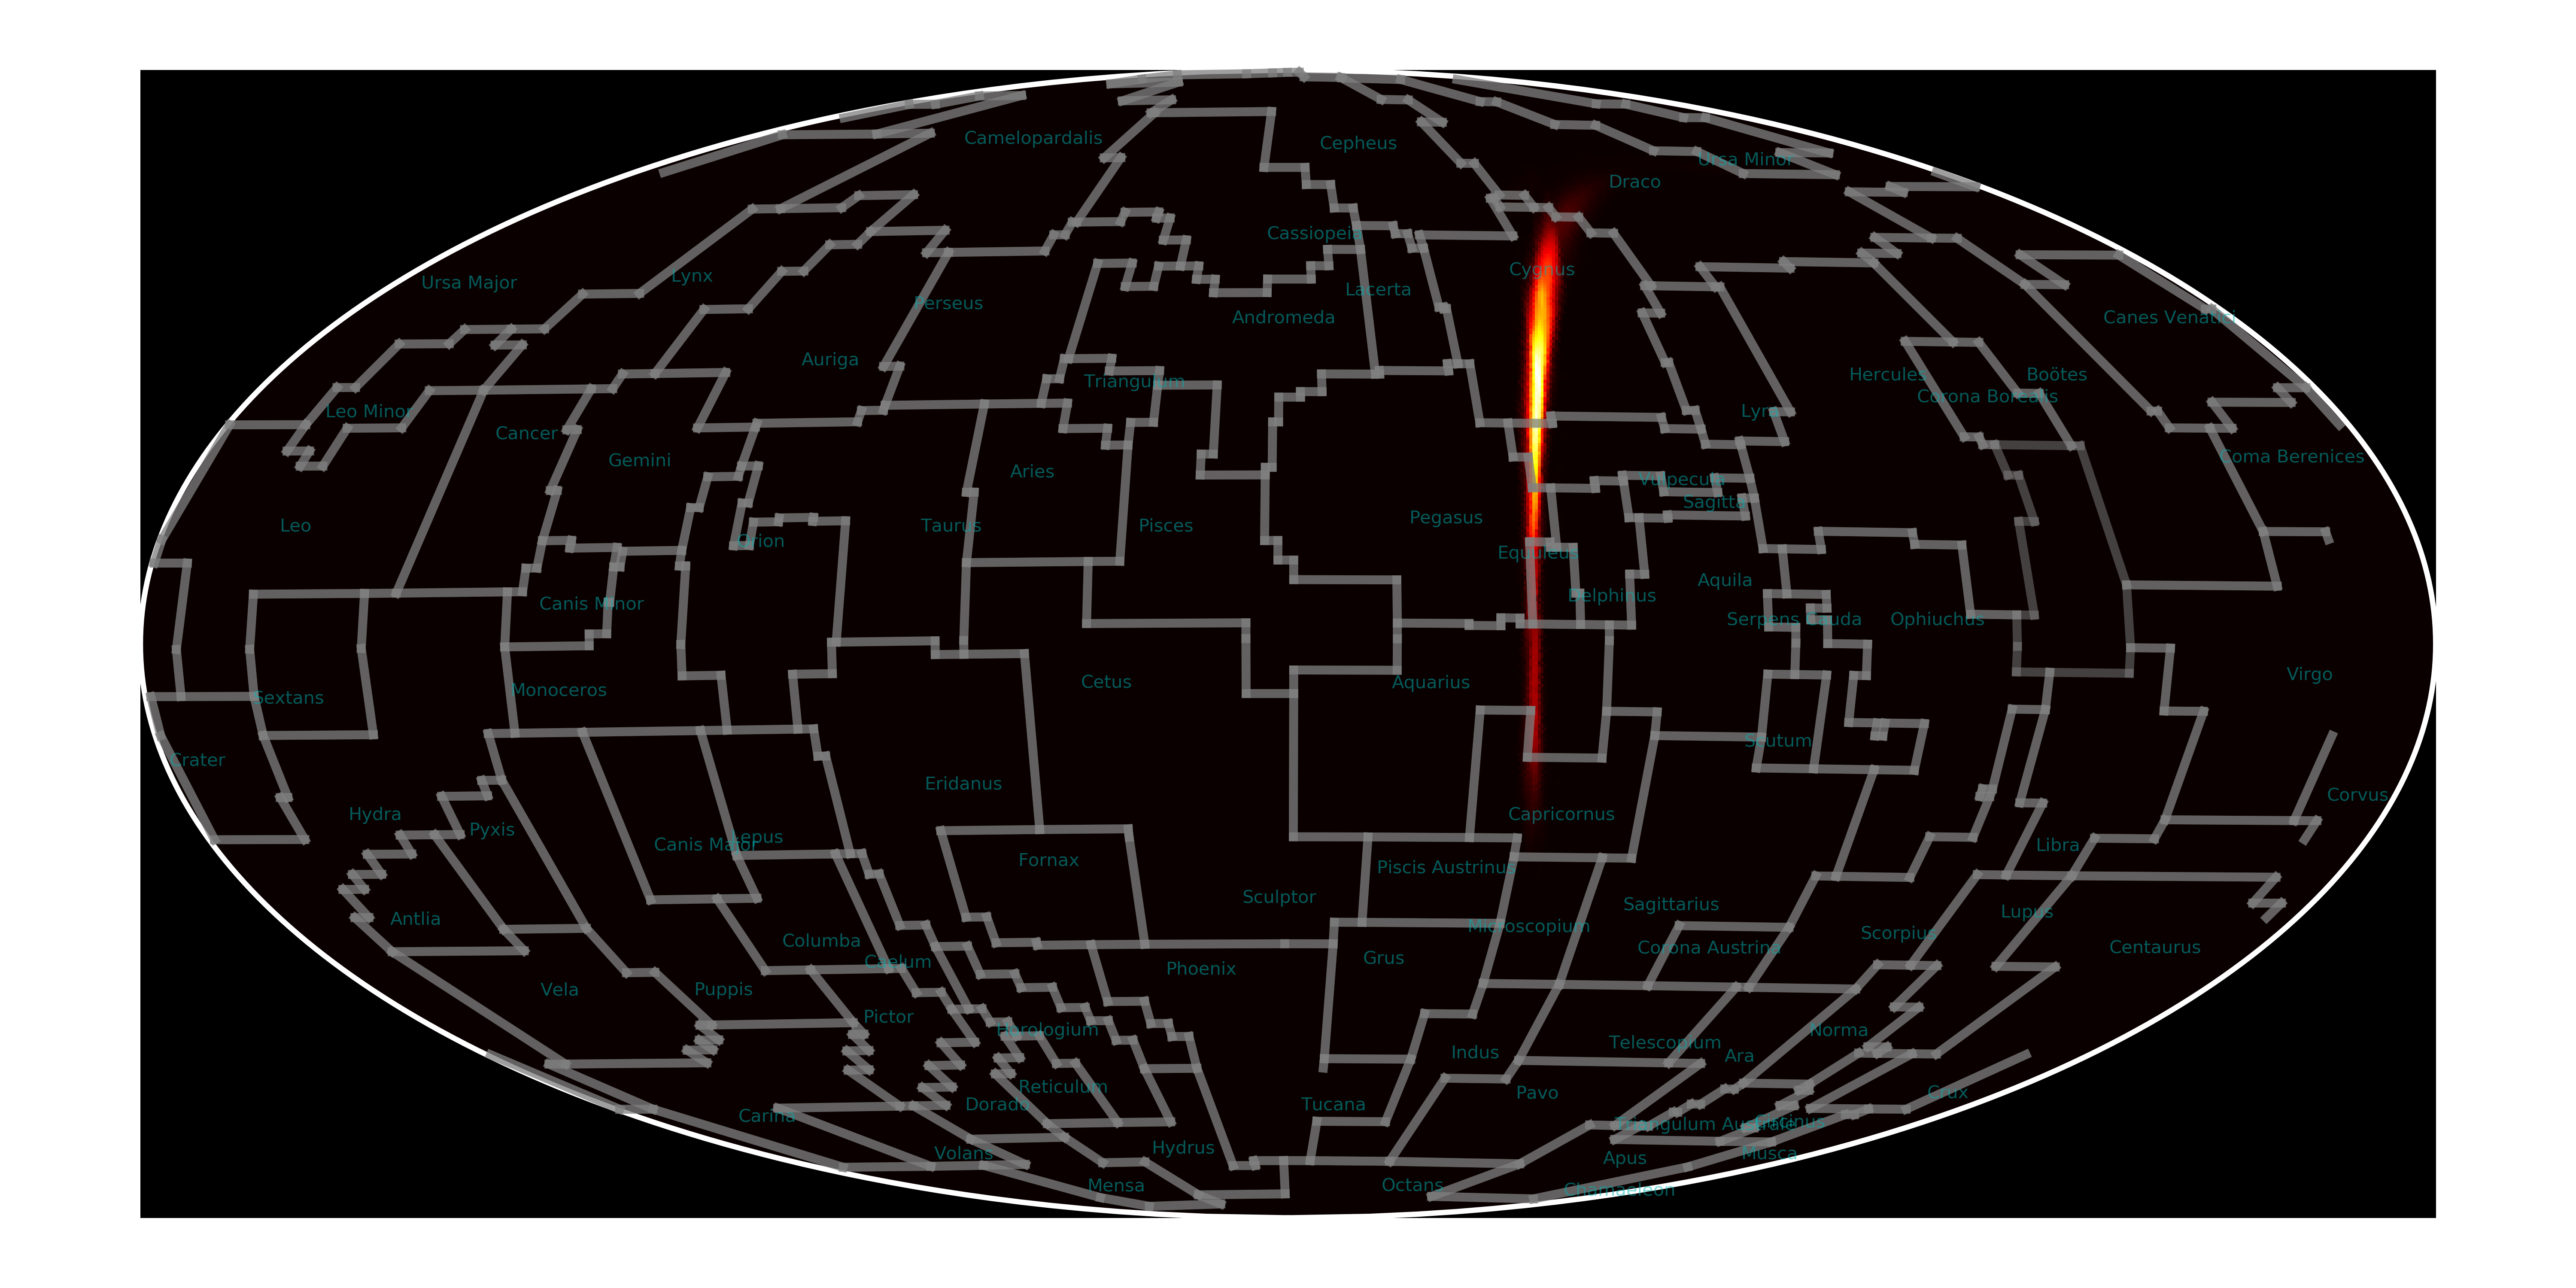 Camelopardalis
Cepheus
Ursa Minor
Draco
Cassiopeia
Cygnus
Lynx
Ursa Major
Lacerta
Perseus
Andromeda
Canes Venatici
Auriga
Hercules
Boötes
Triangulum
Corona Borealis
Leo Minor
Lyra
Cancer
Gemini
Coma Berenices
Aries
Vulpecula
Sagitta
Pegasus
Leo
Taurus
Pisces
Orion
Equuleus
Aquila
Delphinus
Canis Minor
Serpens Cauda
Ophiuchus
Virgo
Cetus
Aquarius
Monoceros
Sextans
Scutum
Crater
Eridanus
Corvus
Hydra
Capricornus
Pyxis
Lepus
Canis Major
Libra
Fornax
Piscis Austrinus
Sculptor
Sagittarius
Lupus
Antlia
Microscopium
Scorpius
Columba
Corona Austrina
Centaurus
Grus
Caelum
Phoenix
Vela
Puppis
Pictor
Horologium
Norma
Telescopium
Indus
Ara
Reticulum
Pavo
Crux
Dorado
Tucana
Carina
Circinus
Triangulum Australe
Hydrus
Volans
Musca
Apus
Mensa
Octans
Chamaeleon